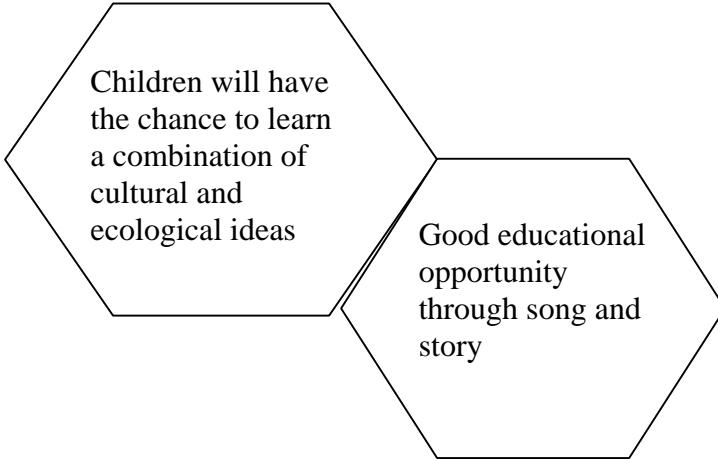 Children will have
the chance to learn
a combination of
cultural and
ecological ideas
Good educational
opportunity
through song and
story